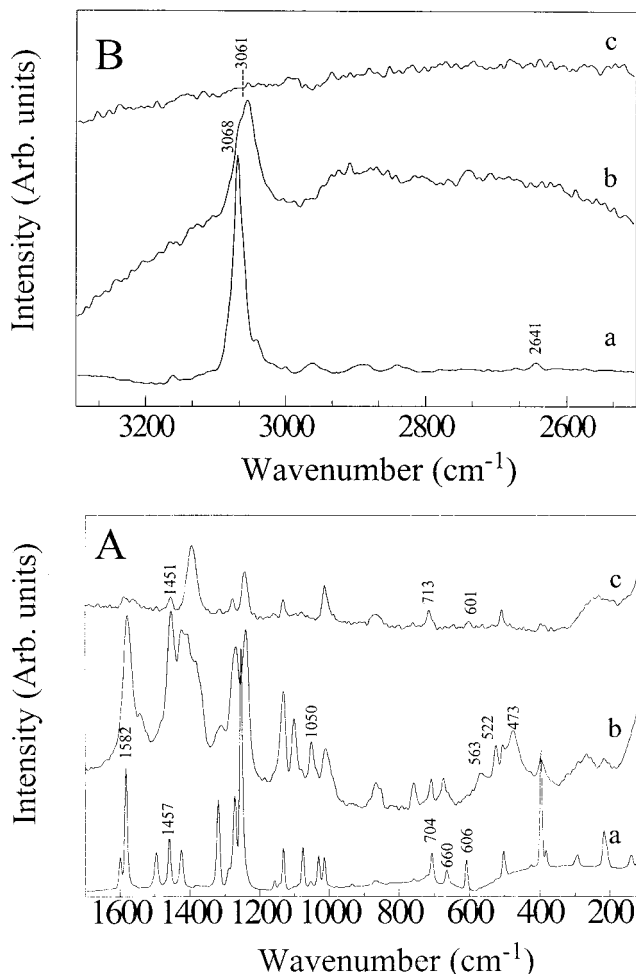 B
3061
c
3068
b
a
2641
Intensity (Arb. units)
3200 3000 2800 2600
Wavenumber (cm-1)
A
1451
713
601
c
1582
1050
563
522
473
b
1457
704
660
606
a
Intensity (Arb. units)
1600 1400 1200 1000 800 600 400 200
Wavenumber (cm-1)